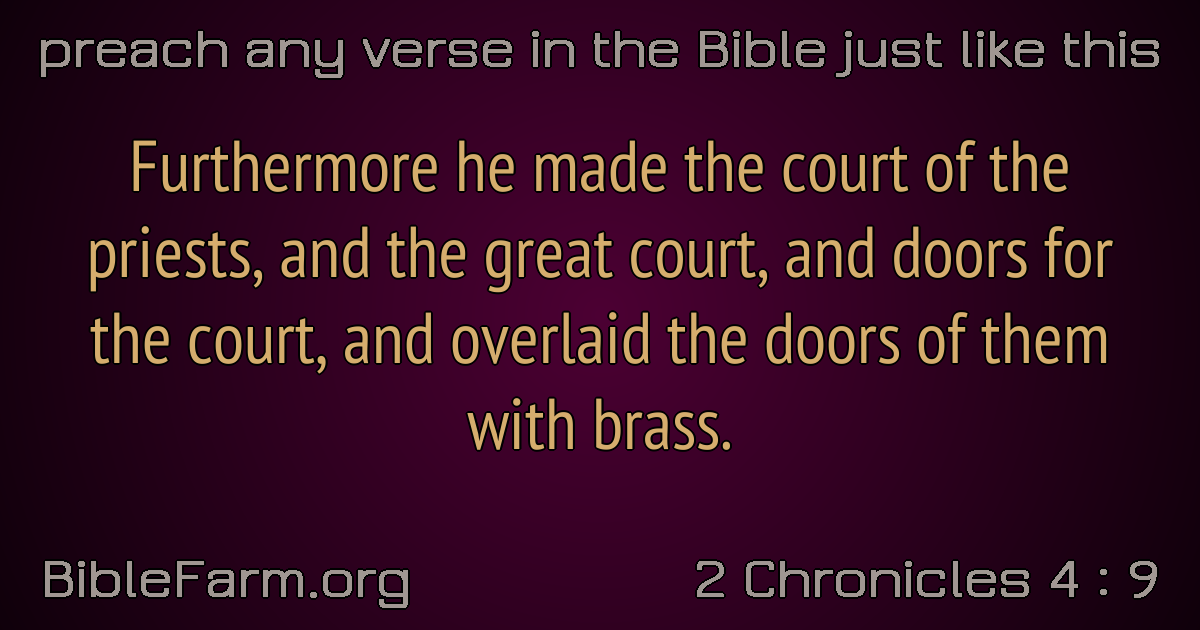 preach any verse in the Bible just like this
Furthermore he made the court of the
priests, and the great court, and doors for
the court, and overlaid the doors of them
with brass.
BibleFarm.org
2 Chronicles 4 : 9